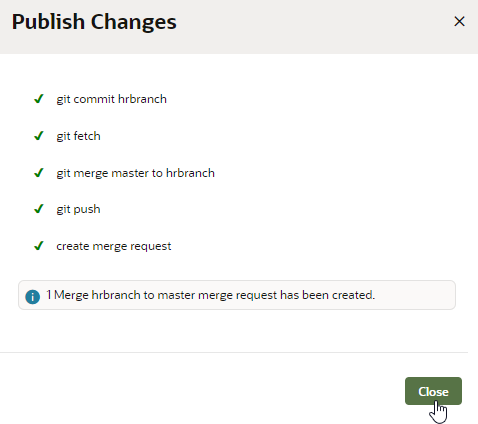 Publish Changes
git commit hrbranch
git fetch
git merge master to hrbranch
git push
create merge request
1 Merge hrbranch to master merge request has been created.
Close